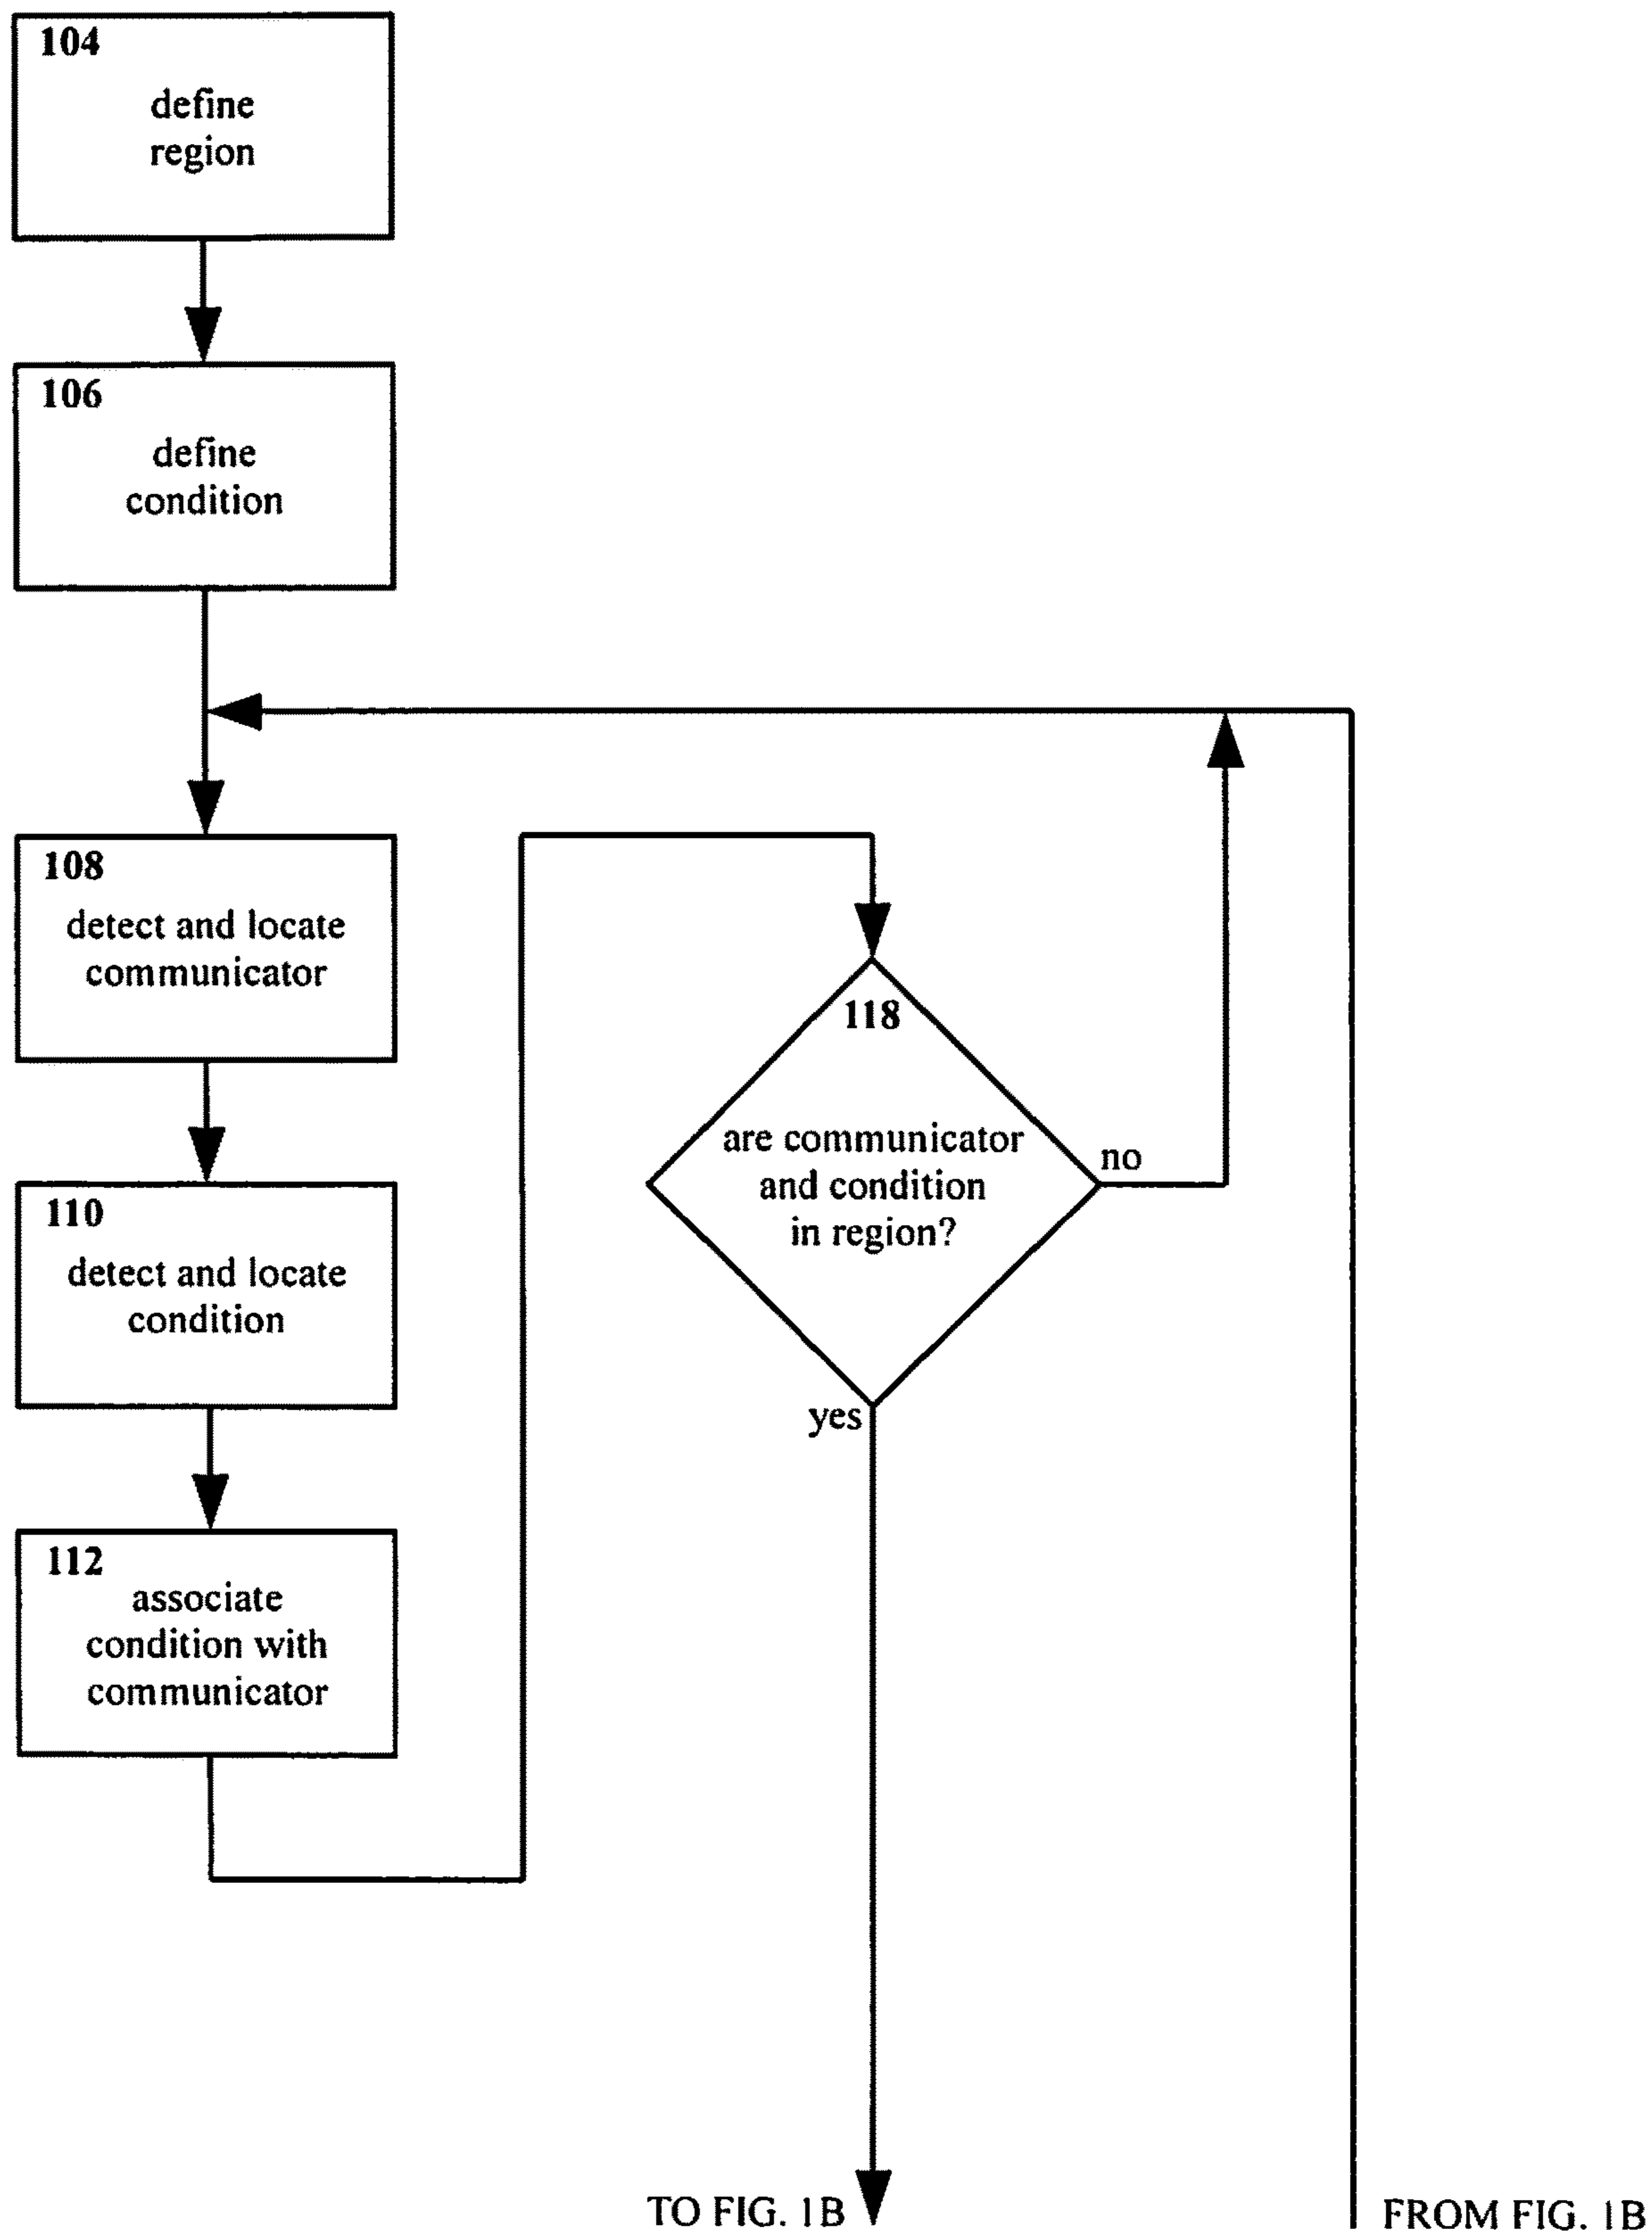 104
define
region
106
define
condition
108
detect and locate
communicator
110
detect and locate
condition
112
associate
condition with
communicator
118
are communicator
and condition
in region?
no
yes
TO FIG. 1B
FROM FIG. 1B